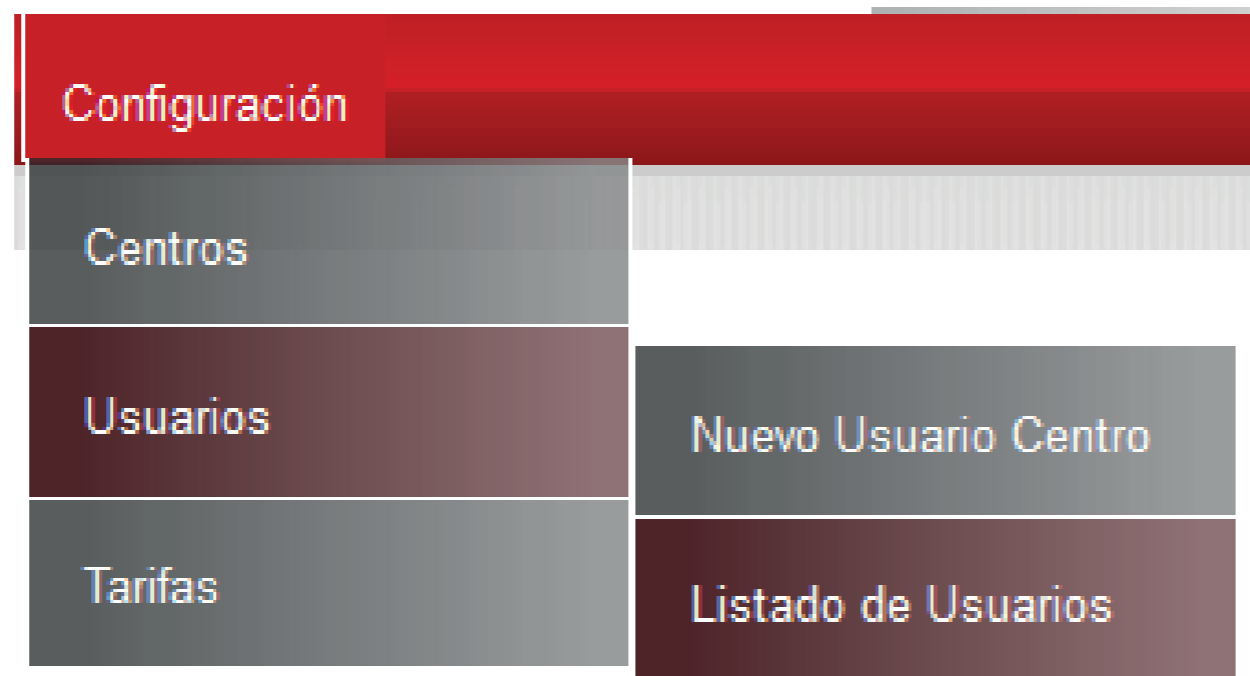 Configuración
Centros
Usuarios
Nuevo Usuario Centro
Tarifas
Listado de Usuarios